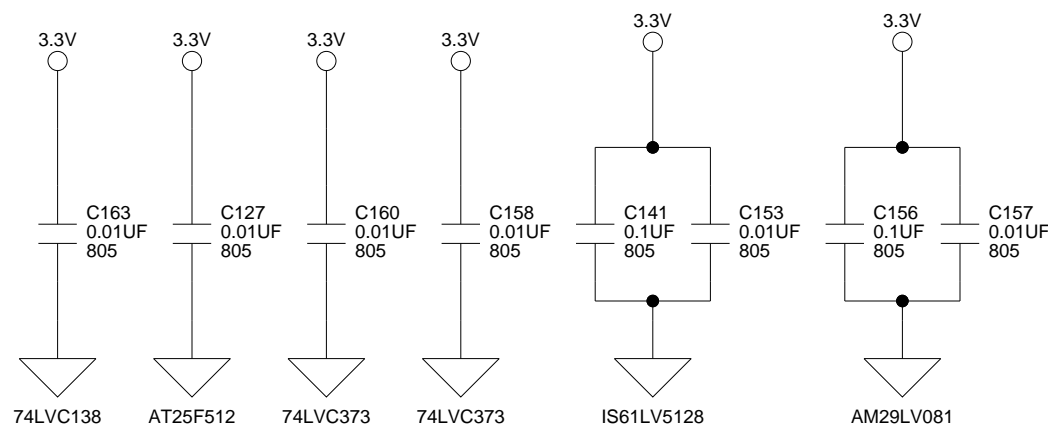 3.3V
3.3V
3.3V
3.3V
3.3V
3.3V
C163
0.01UF
805
C127
0.01UF
805
C160
0.01UF
805
C158
0.01UF
805
C141
0.1UF
805
C153
0.01UF
805
C156
0.1UF
805
C157
0.01UF
805
74LVC138
AT25F512
74LVC373
74LVC373
IS61LV5128
AM29LV081